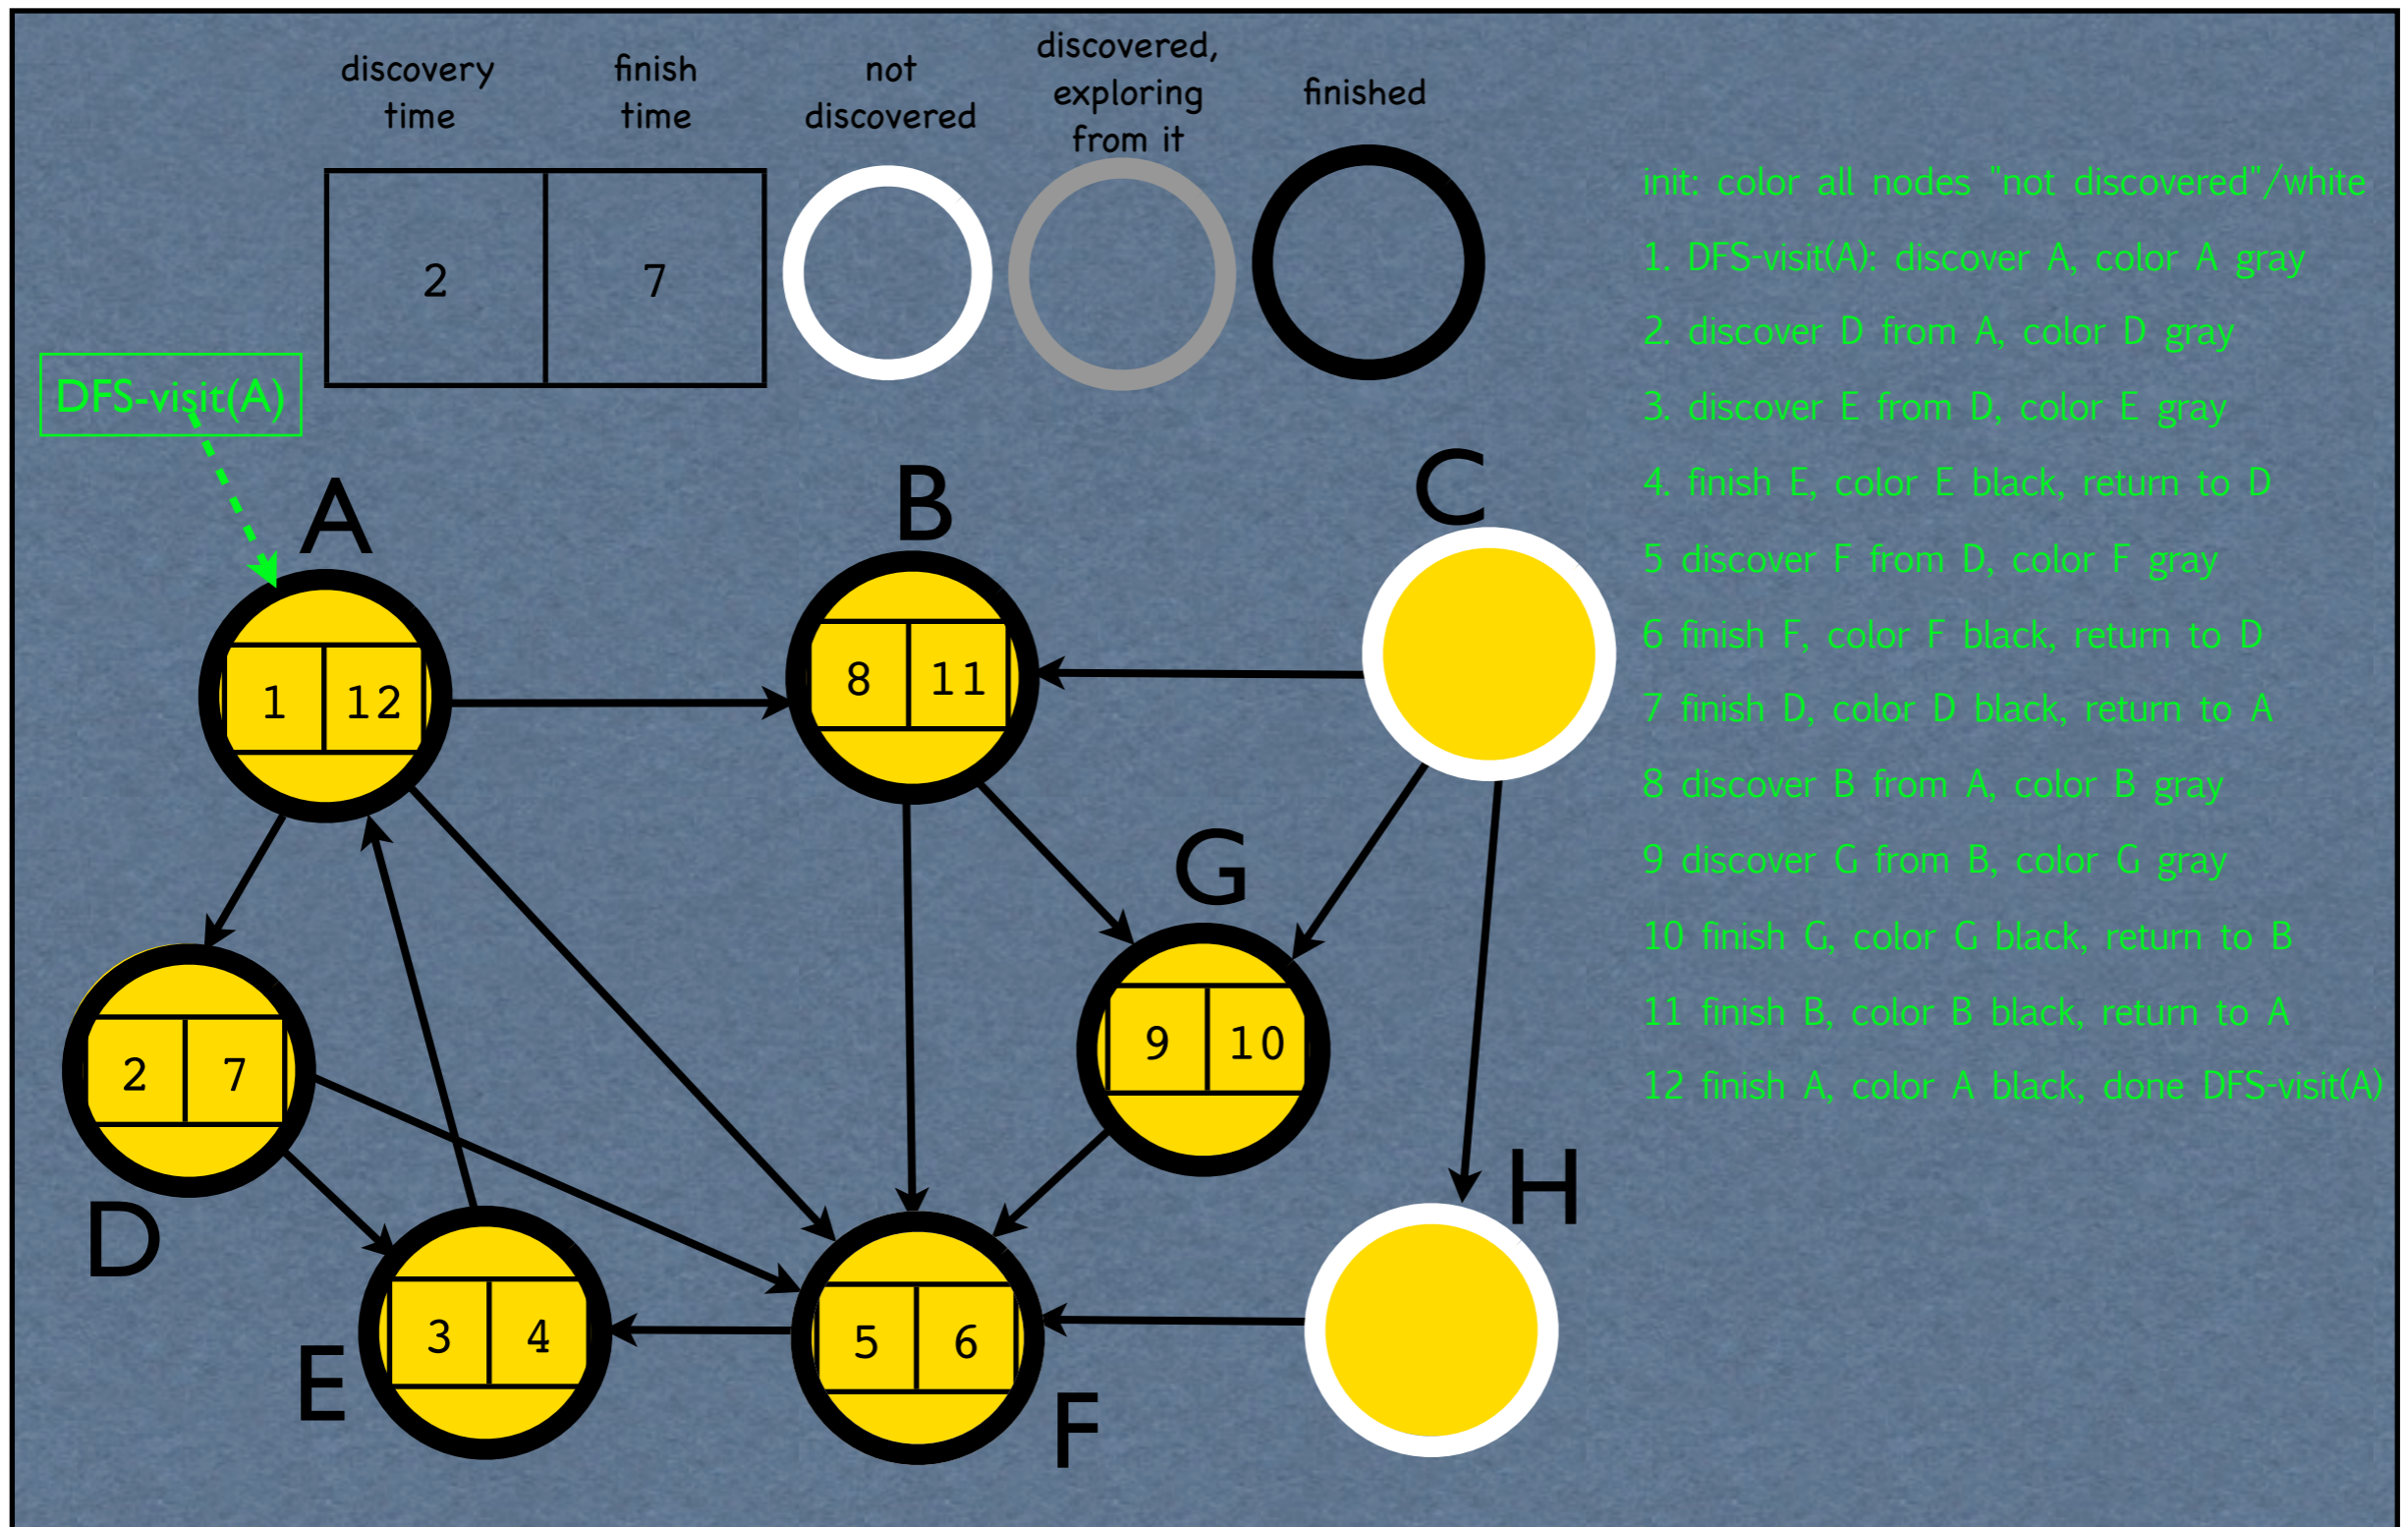 discovery
time
finish
time
not
discovered
discovered,
exploring
from it
finished
2
7
init: color all nodes "not discovered"/white
1. DFS-visit(A): discover A, color A gray
2. discover D from A, color D gray
3. discover E from D, color E gray
4. finish E, color E black, return to D
5 discover F from D, color F gray
6 finish F, color F black, return to D
7 finish D, color D black, return to A
8 discover B from A, color B gray
9 discover G from B, color G gray
10 finish G, color G black, return to B
11 finish B, color B black, return to A
12 finish A, color A black, done DFS-visit(A)
DFS-visit(A)
A
1 12
B
8 11
C
G
9 10
D
2 7
E
3 4
F
5 6
H